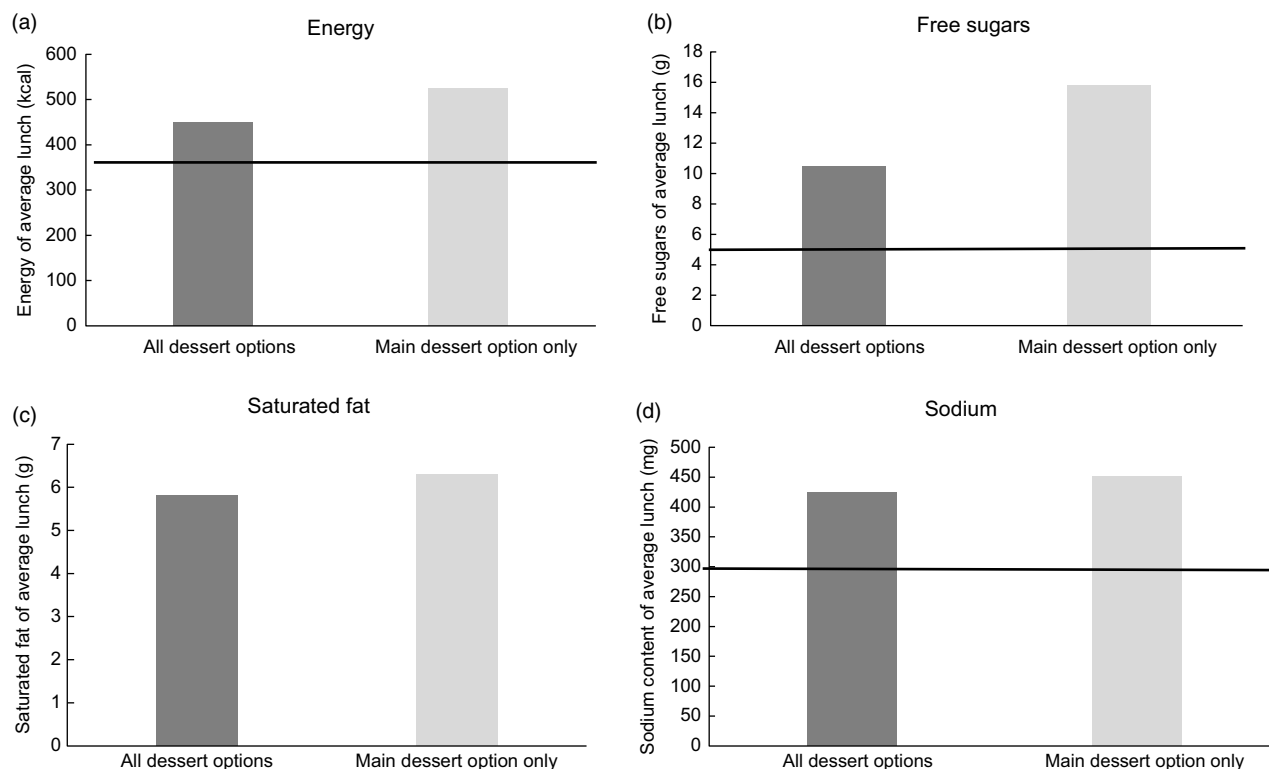 (a)
Energy
Energy of average lunch (kcal)
600
500
400
300
200
100
0
All dessert options
Main dessert option only
(b)
Free sugars
Free sugars of average lunch (g)
18
16
14
12
10
8
6
4
2
0
All dessert options
Main dessert option only
(c)
Saturated fat
Saturated fat of average lunch (g)
7
6
5
4
3
2
1
0
All dessert options
Main dessert option only
(d)
Sodium
Sodium content of average lunch (mg)
500
450
400
350
300
250
200
150
100
50
0
All dessert options
Main dessert option only